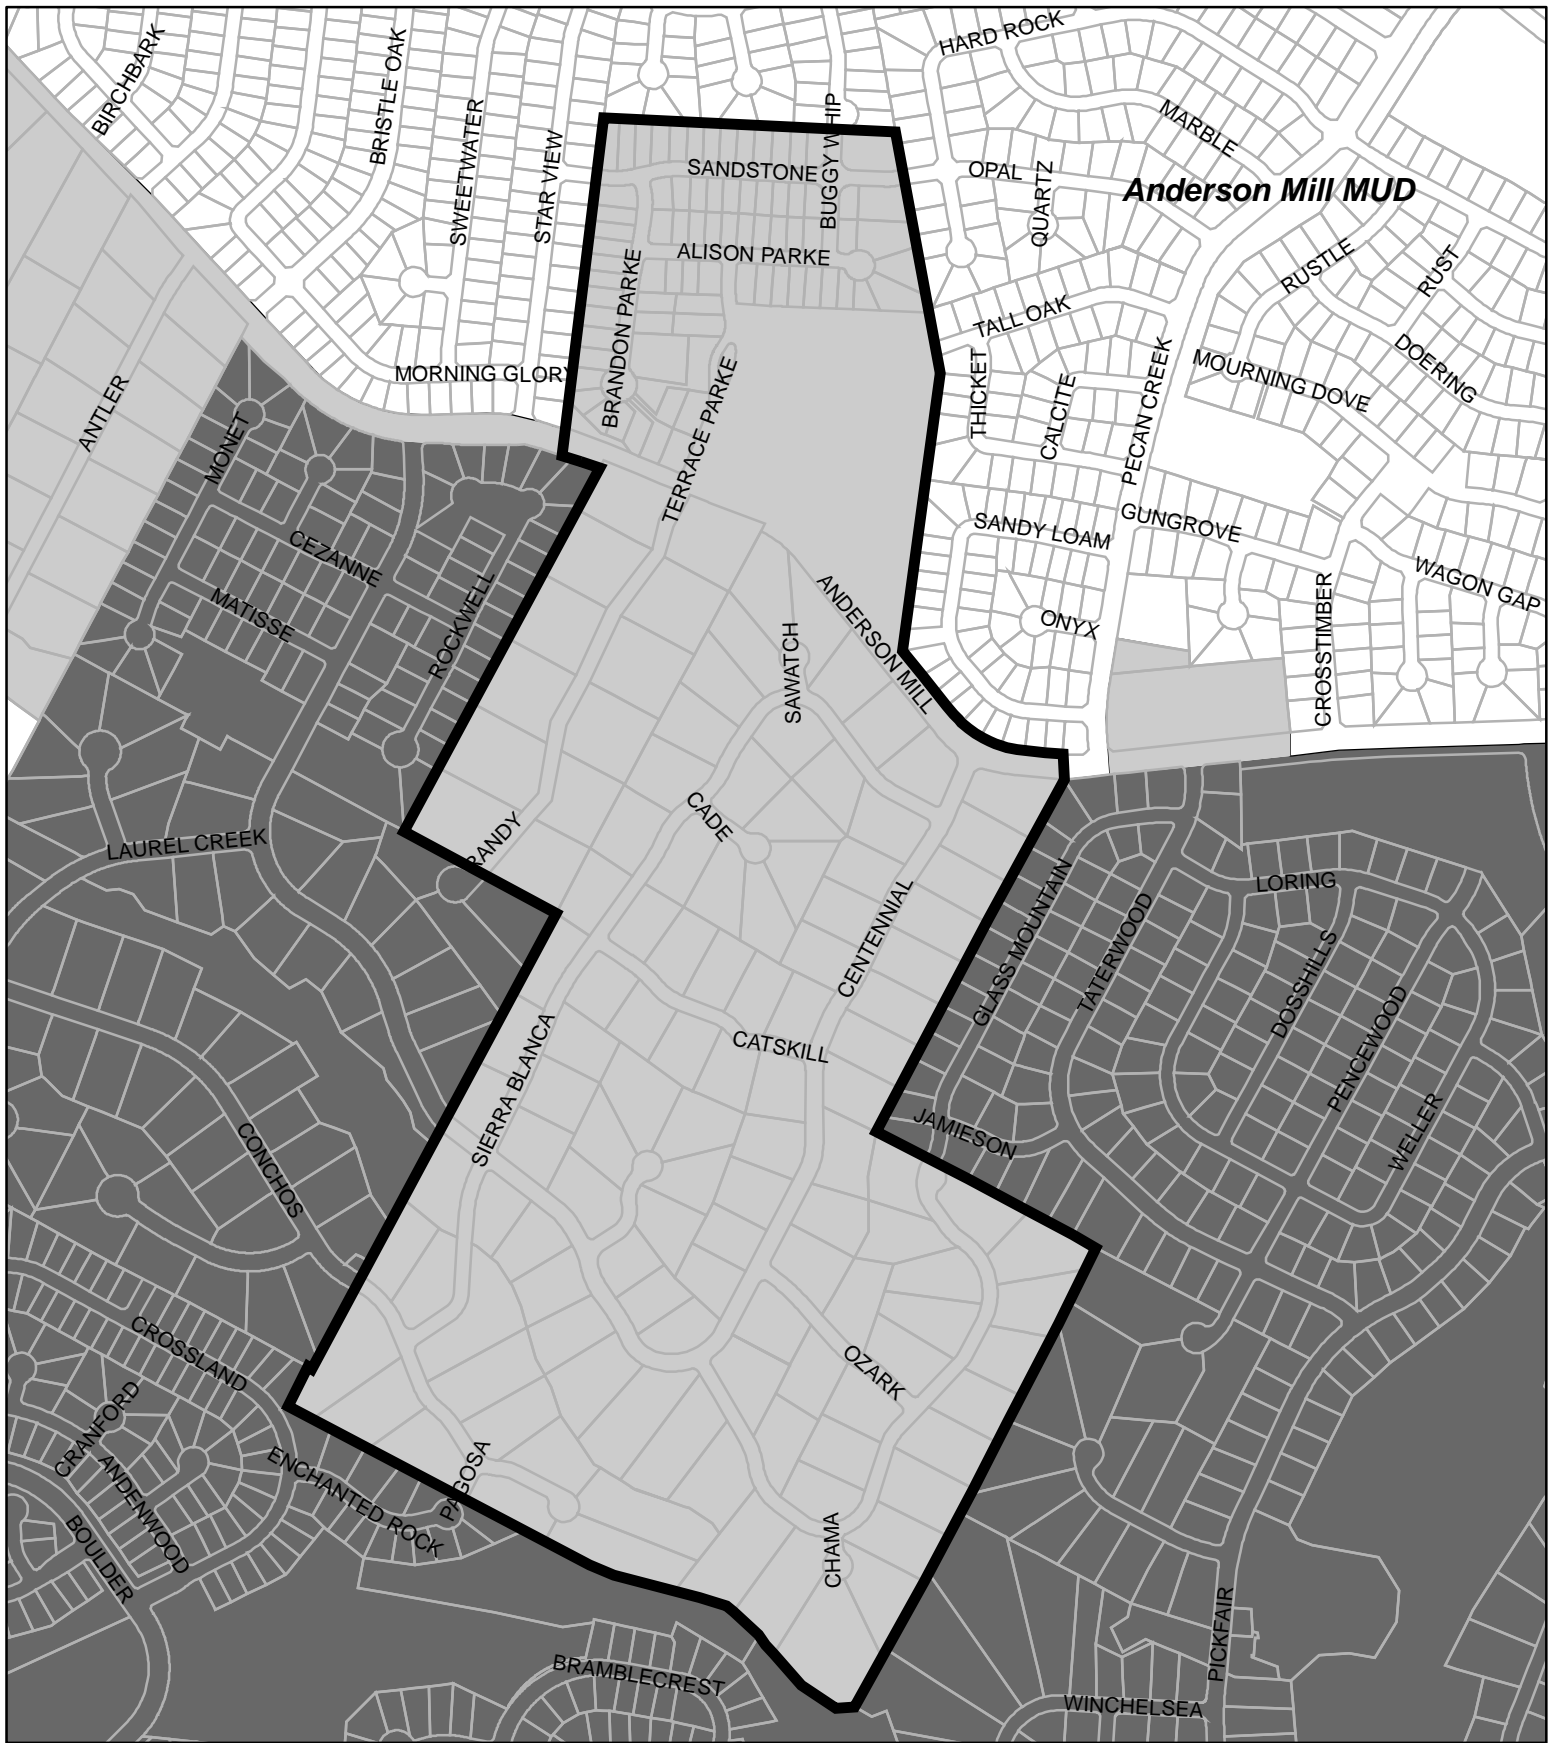 HARD ROCK
BIRCHBARK
BRISTLE OAK
SWEETWATER
STAR VIEW
BUGGY WHIP
MARBLE
SANDSTONE
OPAL
QUARTZ
Anderson Mill MUD
ALISON PARKE
BRANDON PARKE
RUSTLE
RUST
TALL OAK
MORNING GLORY
TERRACE PARKE
THICKET
CALCITE
PECAN CREEK
MOURNING DOVE
DOERING
ANTLER
MONET
CEZANNE
MATISSE
ROCKWELL
SANDY LOAM
GUNGROVE
WAGON GAP
ANDERSON MILL
SAWATCH
ONYX
CROSSTIMBER
LAUREL CREEK
RANDY
CADE
CENTENNIAL
GLASS MOUNTAIN
TATERWOOD
LORING
DOSSHILLS
PENCEWOOD
WELLER
SIERRA BLANCA
CATSKILL
JAMIESON
CONCHOS
CROSSLAND
CRANFORD
ANDENWOOD
BOULDER
ENCHANTED ROCK
PAGOSA
OZARK
CHAMA
PICKFAIR
BRAMBLECREST
WINCHELSEA